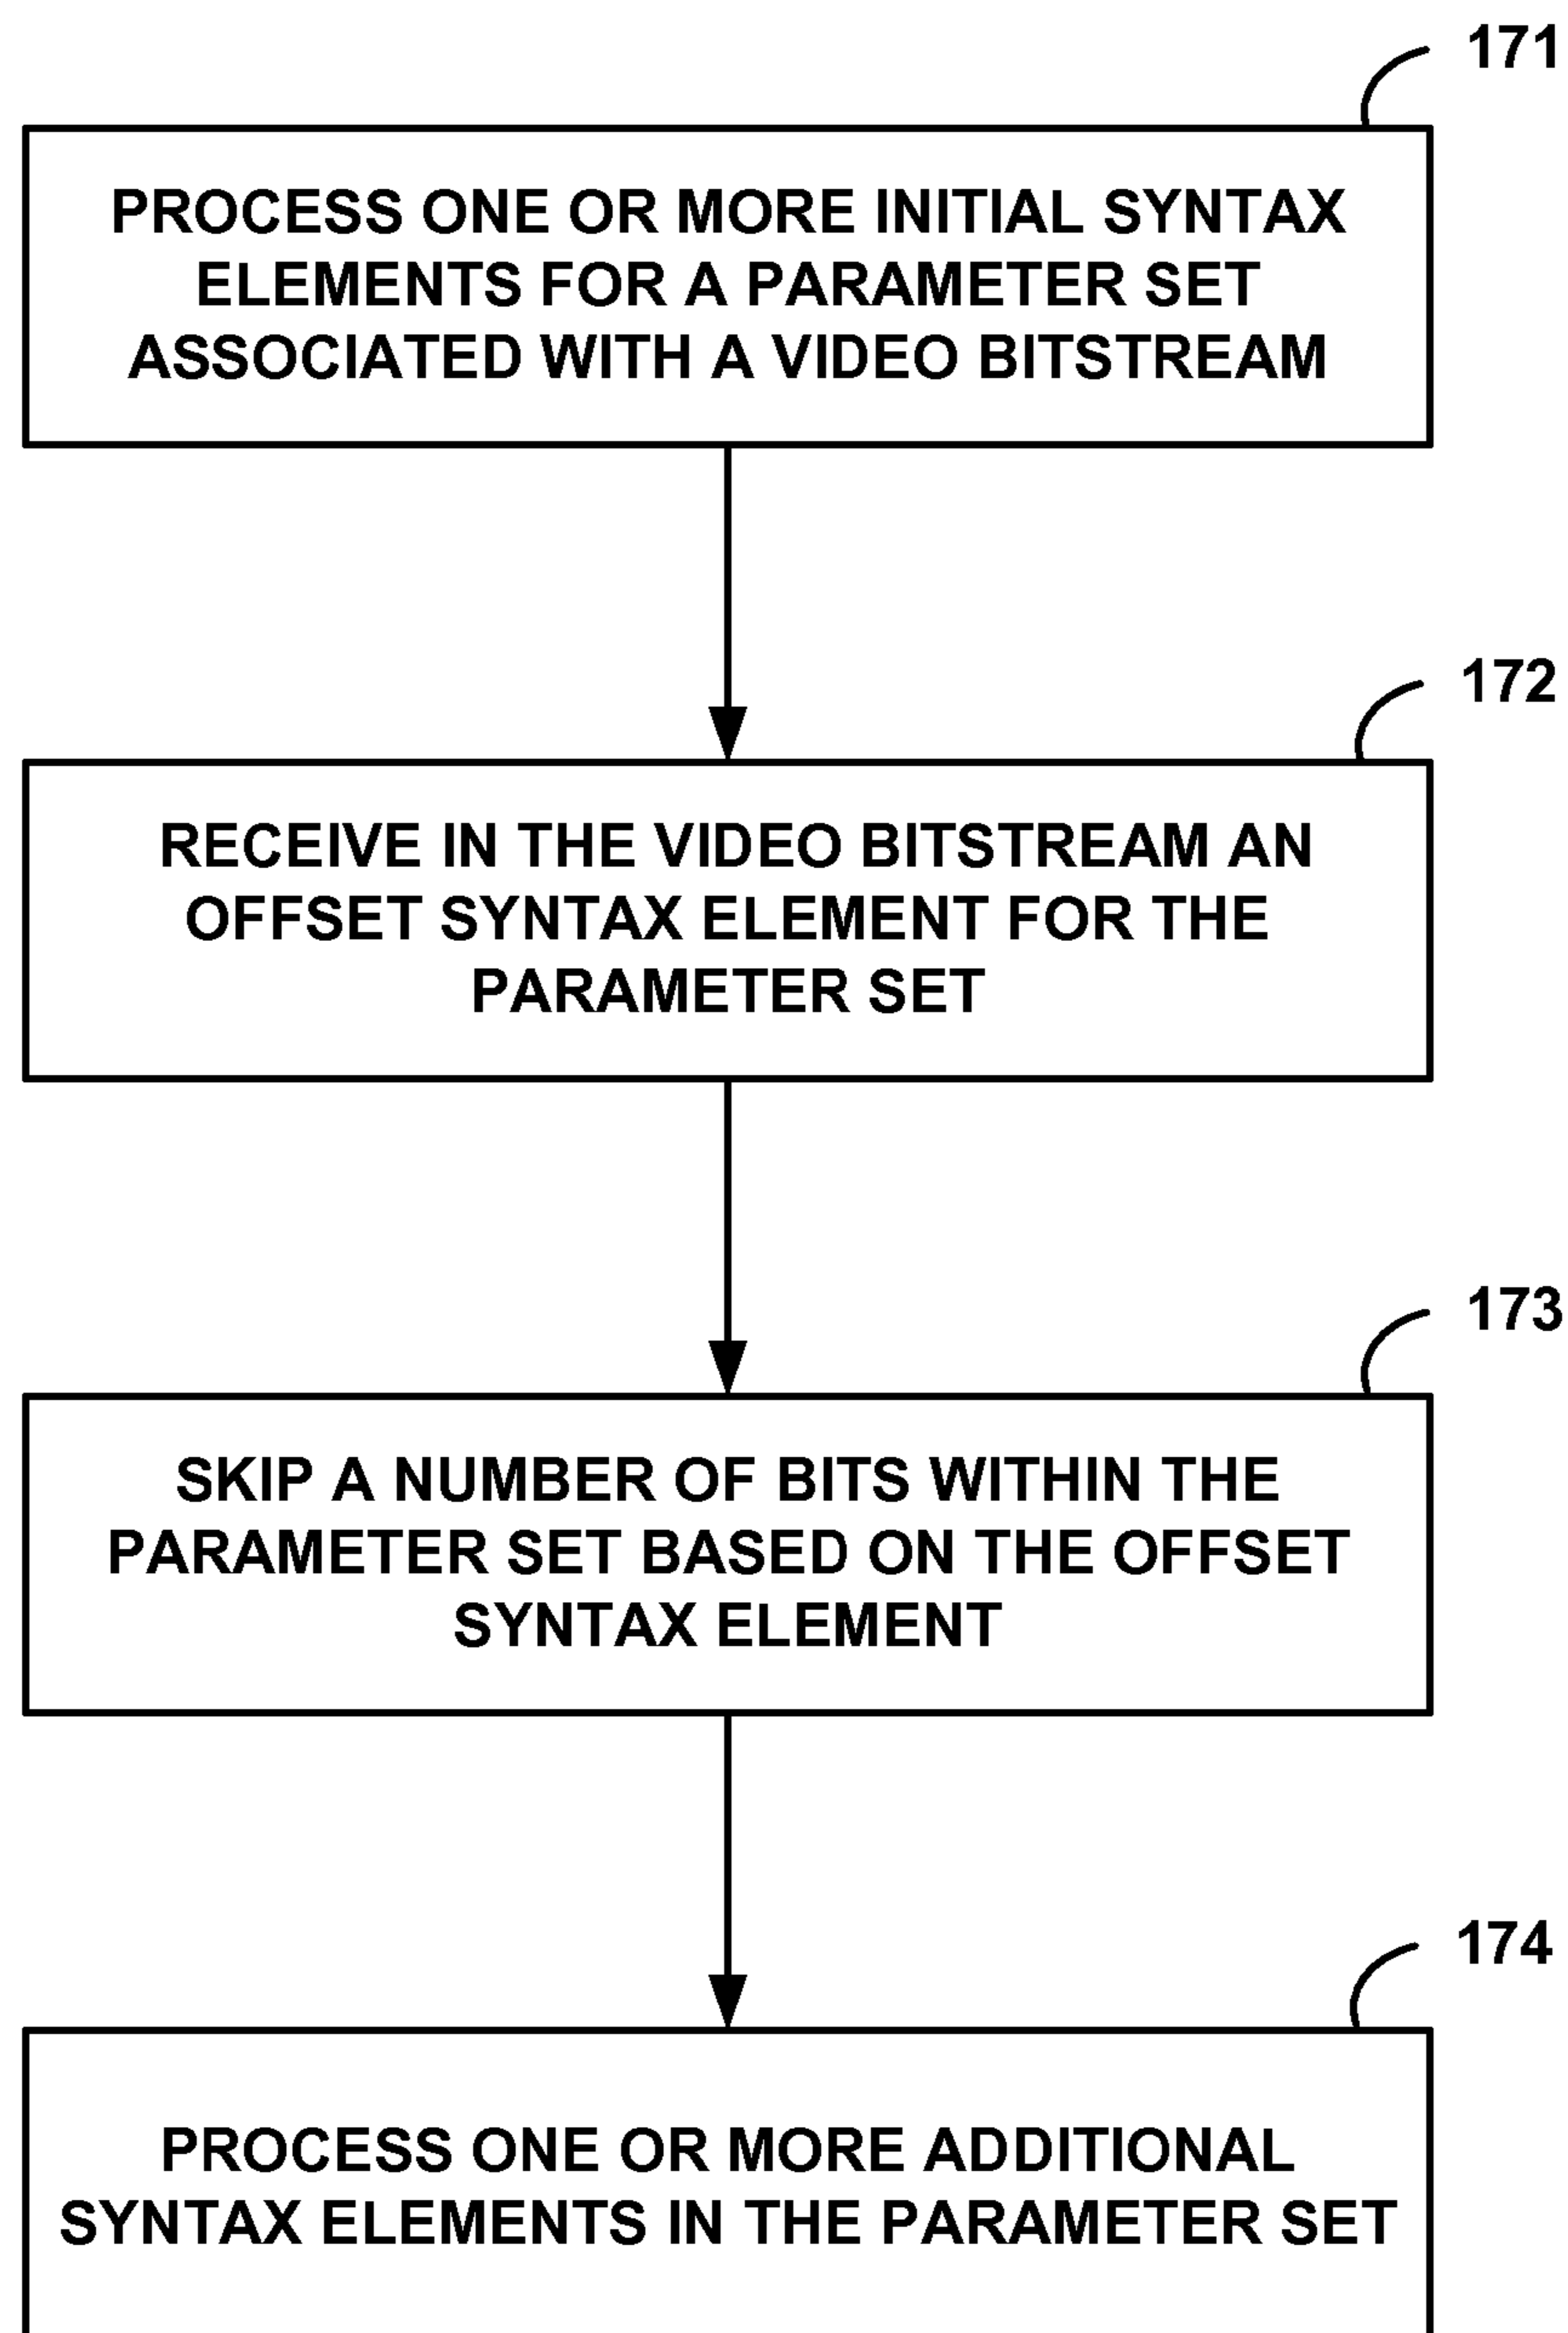 171
PROCESS ONE OR MORE INITIAL SYNTAX
ELEMENTS FOR A PARAMETER SET
ASSOCIATED WITH A VIDEO BITSTREAM
172
RECEIVE IN THE VIDEO BITSTREAM AN
OFFSET SYNTAX ELEMENT FOR THE
PARAMETER SET
173
SKIP A NUMBER OF BITS WITHIN THE
PARAMETER SET BASED ON THE OFFSET
SYNTAX ELEMENT
174
PROCESS ONE OR MORE ADDITIONAL
SYNTAX ELEMENTS IN THE PARAMETER SET